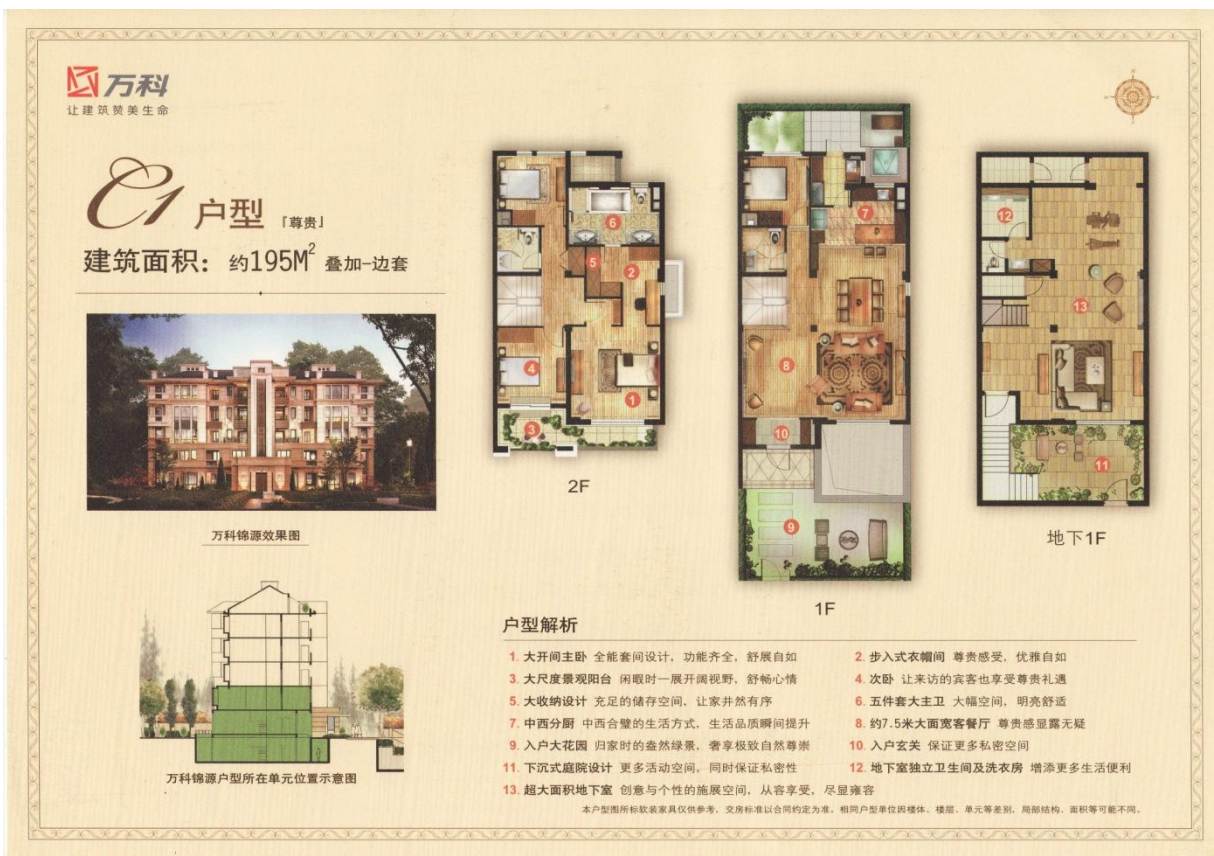 万科
让建筑赞美生命
C1 户型 「尊贵」
建筑面积：约195M² 叠加-边套
万科锦源效果图
万科锦源户型所在单元位置示意图
6
5
2
4
1
3
2F
7
8
10
9
1F
12
13
11
地下1F
户型解析
1. 大开间主卧 全能套间设计，功能齐全，舒展自如
2. 步入式衣帽间 尊贵感受，优雅自如
3. 大尺度景观阳台 闲暇时一展开阔视野，舒畅心情
4. 次卧 让来访的宾客也享受尊贵礼遇
5. 大收纳设计 充足的储存空间，让家井然有序
6. 五件套大主卫 大幅空间，明亮舒适
7. 中西分厨 中西合璧的生活方式，生活品质瞬间提升
8. 约7.5米大面宽客餐厅 尊贵感显露无疑
9. 入户大花园 归家时的盎然绿景，奢享极致自然尊崇
10. 入户玄关 保证更多私密空间
11. 下沉式庭院设计 更多活动空间，同时保证私密性
12. 地下室独立卫生间及洗衣房 增添更多生活便利
13. 超大面积地下室 创意与个性的施展空间，从容享受，尽显雍容
本户型图所标软装家具仅供参考，交房标准以合同约定为准。相同户型单位因楼体、楼层、单元等差别，局部结构、面积等可能不同。